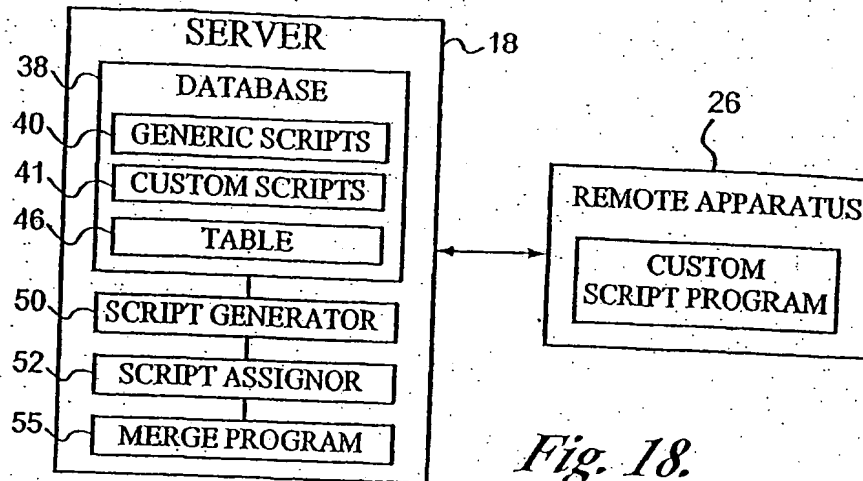 SERVER
18
38
DATABASE
40
GENERIC SCRIPTS
41
CUSTOM SCRIPTS
46
TABLE
50
SCRIPT GENERATOR
52
SCRIPT ASSIGNOR
55
MERGE PROGRAM
26
REMOTE APPARATUS
CUSTOM
SCRIPT PROGRAM
Fig. 18.